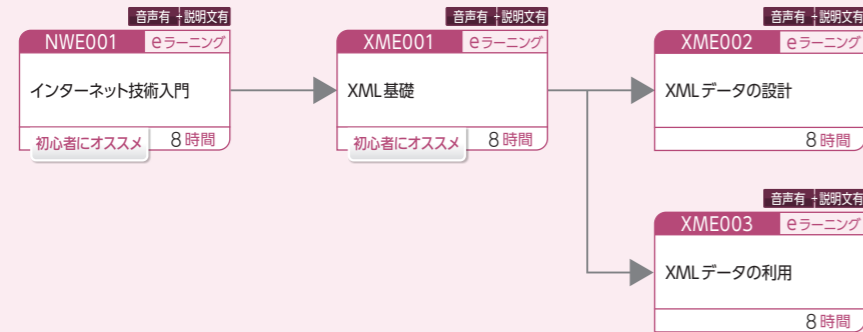 音声有+説明文有
NWE001 eラーニング
インターネット技術入門
初心者にオススメ 8時間
音声有+説明文有
XME001 eラーニング
XML基礎
初心者にオススメ 8時間
音声有+説明文有
XME002 eラーニング
XMLデータの設計
8時間
音声有+説明文有
XME003 eラーニング
XMLデータの利用
8時間